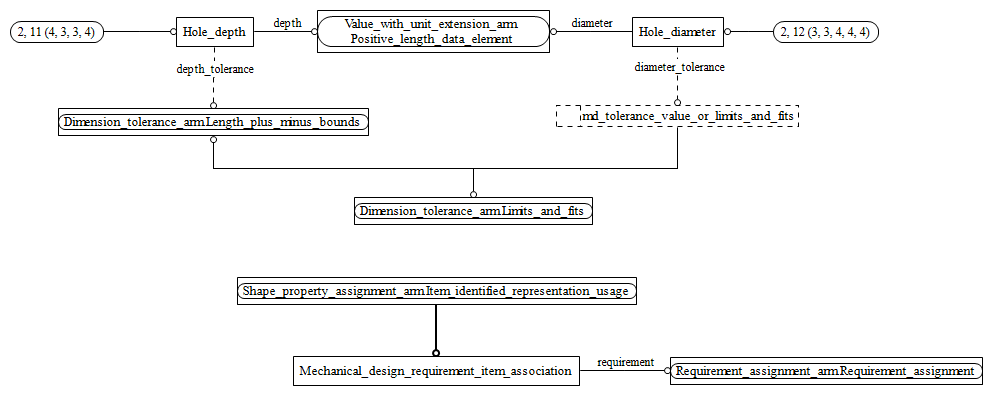 2, 11 (4, 3, 3, 4)
Hole_depth
depth
Value_with_unit_extension_arm
Positive_length_data_element
diameter
Hole_diameter
2, 12 (3, 3, 4, 4, 4)
depth_tolerance
diameter_tolerance
Dimension_tolerance_arm.Length_plus_minus_bounds
md_tolerance_value_or_limits_and_fits
Dimension_tolerance_arm.Limits_and_fits
Shape_property_assignment_arm.Item_identified_representation_usage
Mechanical_design_requirement_item_association
requirement
Requirement_assignment_arm.Requirement_assignment